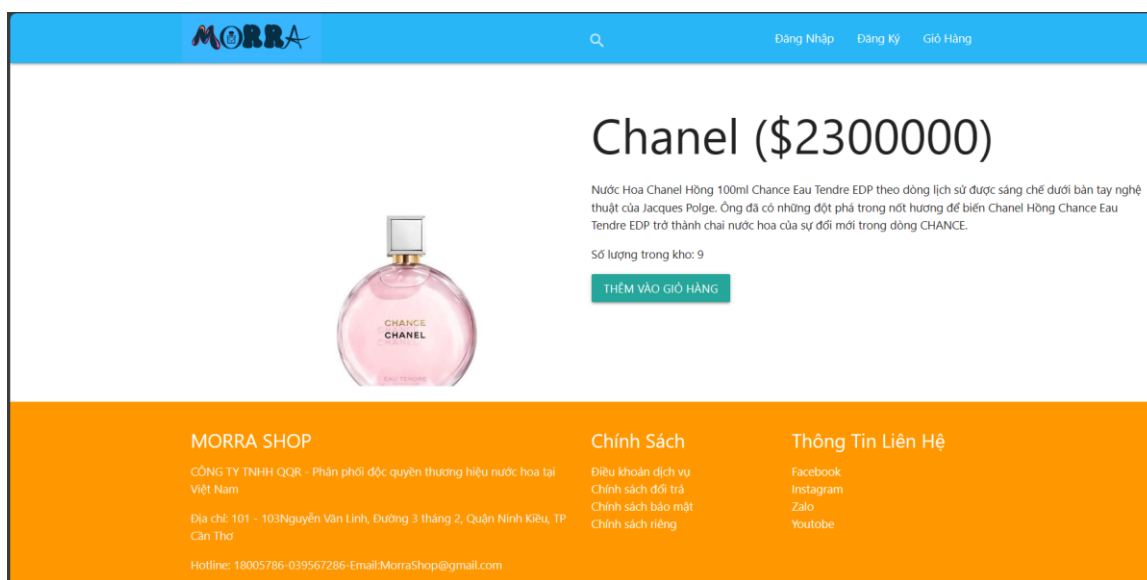 MORRA
Đăng Nhập
Đăng Ký
Giỏ Hàng
Chanel ($2300000)
Nước Hoa Chanel Hồng 100ml Chance Eau Tendre EDP theo dòng lịch sử được sáng chế dưới bàn tay nghệ
thuật của Jacques Polge. Ông đã có những đột phá trong nốt hương để biến Chanel Hồng Chance Eau
Tendre EDP trở thành chai nước hoa của sự đổi mới trong dòng CHANCE.
Số lượng trong kho: 9
THÊM VÀO GIỎ HÀNG
CHANCE
CHANEL
EAU TENDRE
MORRA SHOP
CÔNG TY TNHH QQR - Phân phối độc quyền thương hiệu nước hoa tại
Việt Nam
Địa chỉ: 101 - 103Nguyễn Văn Linh, Đường 3 tháng 2, Quận Ninh Kiều, TP
Cần Thơ
Hotline: 18005786-039567286-Email:MorraShop@gmail.com
Chính Sách
Điều khoản dịch vụ
Chính sách đổi trả
Chính sách bảo mật
Chính sách riêng
Thông Tin Liên Hệ
Facebook
Instagram
Zalo
Youtobe